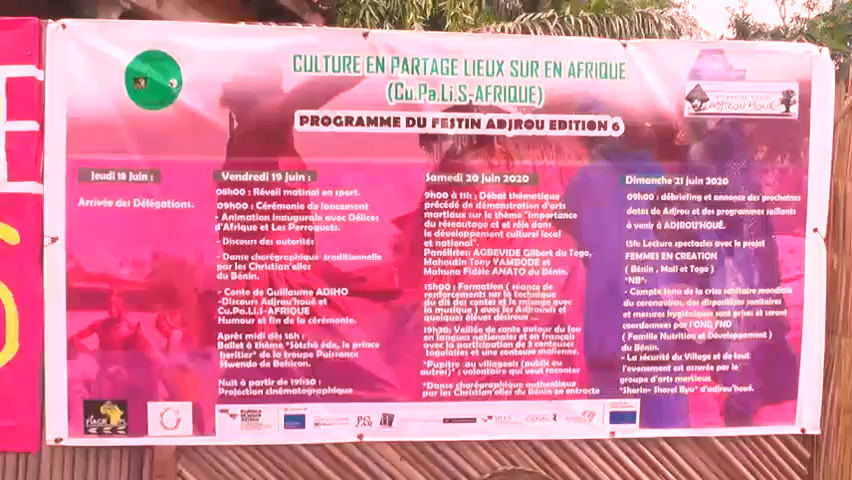 CULTURE EN PARTAGE LIEUX SUR EN AFRIQUE
(Cu.Pa.Li.S-AFRIQUE)
PROGRAMME DU FESTIN ADJROU EDITION 6
ADJROU HOUÉ
Jeudi 18 Juin :
Arrivée des Délégations.
Vendredi 19 Juin :
08h00 : Réveil matinal en sport.
09h00 : Cérémonie de lancement
- Animation inaugurale avec Délices
d'Afrique et Les Perroquets.
- Discours des autorités
- Danse chorégraphique traditionnelle
par les Christian'elles
du Bénin.
- Conte de Guillaume ADIHO
-Discours Adjrou'houé et
Cu.Pa.Li.S-AFRIQUE
Humour et fin de la cérémonie.
Après midi dès 16h :
Ballet à thème "Sötchö édo, le prince
heritier" de la troupe Puissance
Hwendo de Bohicon.
Nuit à partir de 19h30 :
Projection cinématographique
Samedi 20 Juin 2020
9h00 à 11h : Débat thématique
précédé de démonstration d'arts
martiaux sur le thème "Importance
du réseautage et et rôle dans
le développement culturel local
et national"
Panélistes: AGBEVIDE Gilbert du Togo,
Mahoutin Tony YAMBODE et
Mahuna Fidèle ANATO du Bénin.
15h00 : Formation ( séance de
renforcements sur la technique
du dit des contes et le mixage avec
la musique ) avec les Adjrouis et
quelques élèves désireux ...
19h30: Veillée de conte autour du feu
en langues nationales et en français
avec la participation de 3 conteuses
togolaises et une conteuse malienne.
"Pupitre au villageois (public ou
autres)" : volontaire qui veut raconter
"Danse chorégraphique authentique
par les Christian'elles du Bénin en entracte
Dimanche 21 Juin 2020
09h00 : débriefing et annonce des prochaines
dates de Adjrou et des programmes saillants
à venir à ADJROU'HOUÉ.
15h: Lecture spectacles avec le projet
FEMMES EN CREATION
( Bénin , Mali et Togo )
"NB":
- Compte tenu de la crise sanitaire mondiale
du coronavirus, des dispositions sanitaires
et mesures hygiéniques sont prises et seront
coordonnées par l'ONG FND
( Famille Nutrition et Développement )
du Bénin.
- La sécurité du Village et de tout
l'evenement est assurée par le
groupe d'arts martiaux
"Shorin- Shorei Ryu" d'adjrou'houé.